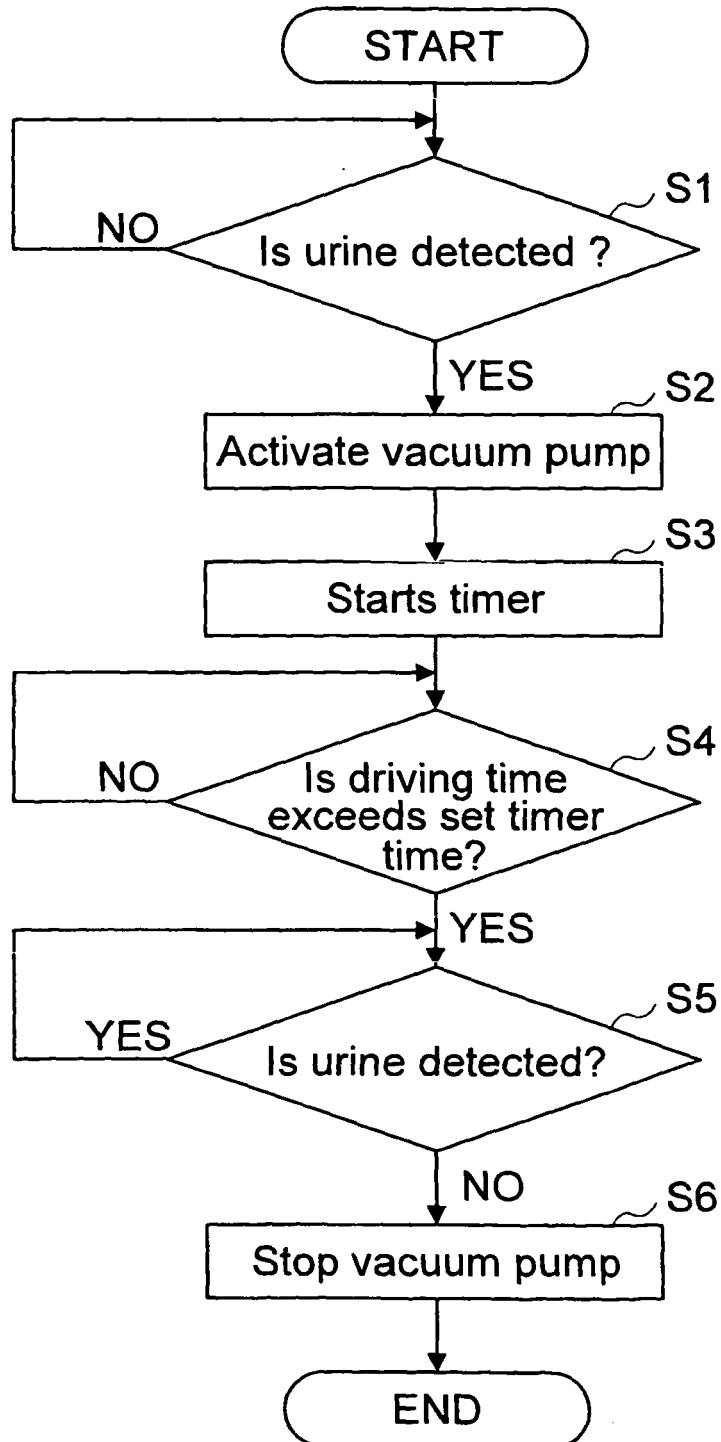 START
S1
NO
Is urine detected ?
YES
S2
Activate vacuum pump
S3
Starts timer
S4
NO
Is driving time
exceeds set timer
time?
YES
S5
YES
Is urine detected?
NO
S6
Stop vacuum pump
END